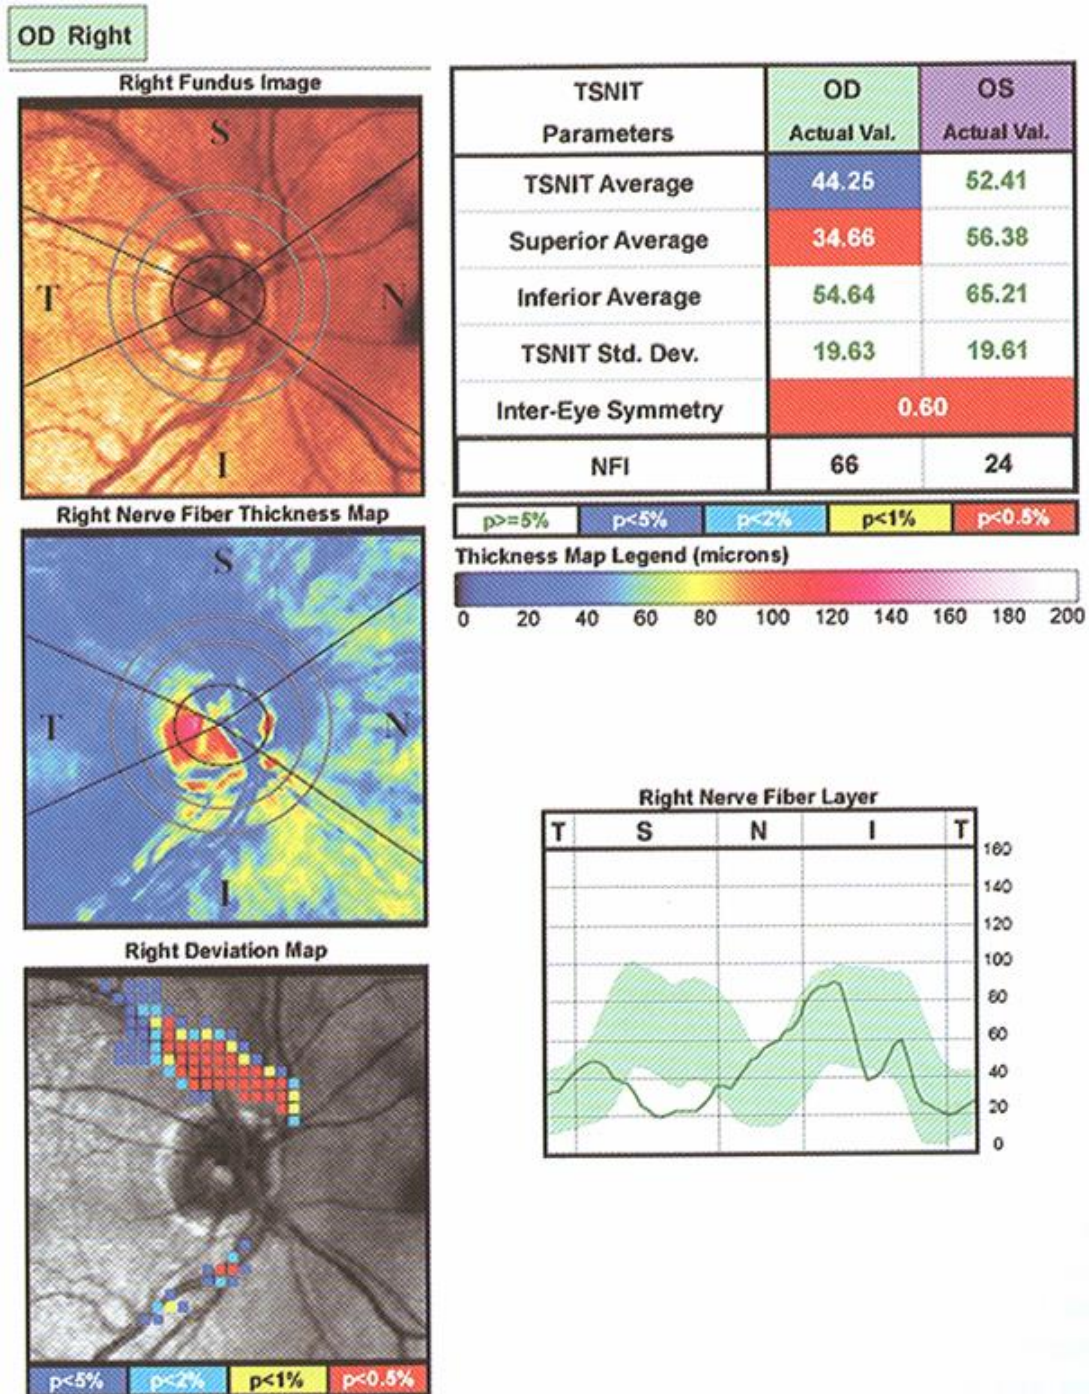 OD Right
Right Fundus Image
S
T
N
I
TSNIT Parameters OD Actual Val. OS Actual Val.
TSNIT Average 44.25 52.41
Superior Average 34.66 56.38
Inferior Average 54.64 65.21
TSNIT Std. Dev. 19.63 19.61
Inter-Eye Symmetry 0.60
NFI 66 24
p>=5% p<5% p<2% p<1% p<0.5%
Thickness Map Legend (microns)
0 20 40 60 80 100 120 140 160 180 200
Right Nerve Fiber Thickness Map
S
T
N
I
Right Nerve Fiber Layer
T S N I T
160
140
120
100
80
60
40
20
0
Right Deviation Map
p<5% p<2% p<1% p<0.5%